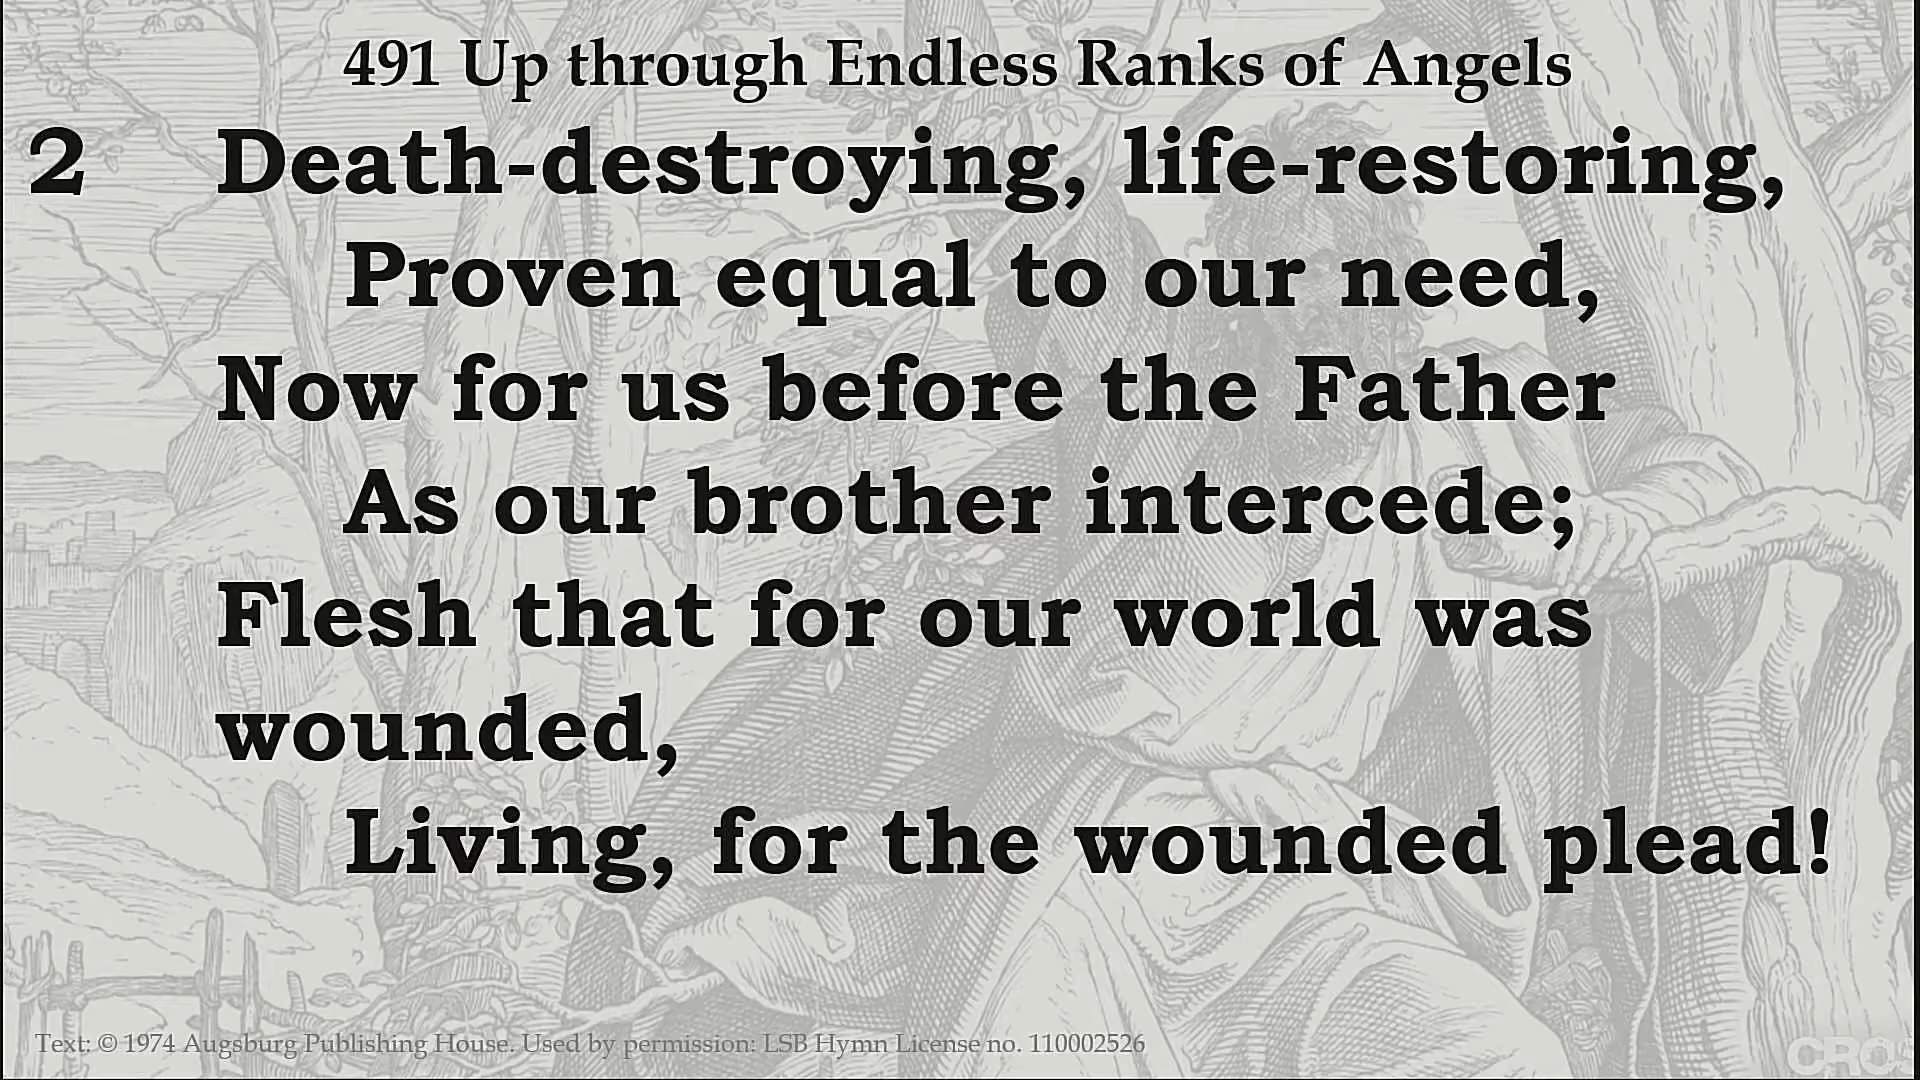 491 Up through Endless Ranks of Angels
2 Death-destroying, life-restoring,
Proven equal to our need,
Now for us before the Father
As our brother intercede;
Flesh that for our world was
wounded,
Living, for the wounded plead!
Text: © 1974 Augsburg Publishing House. Used by permission: LSB Hymn License no. 110002526